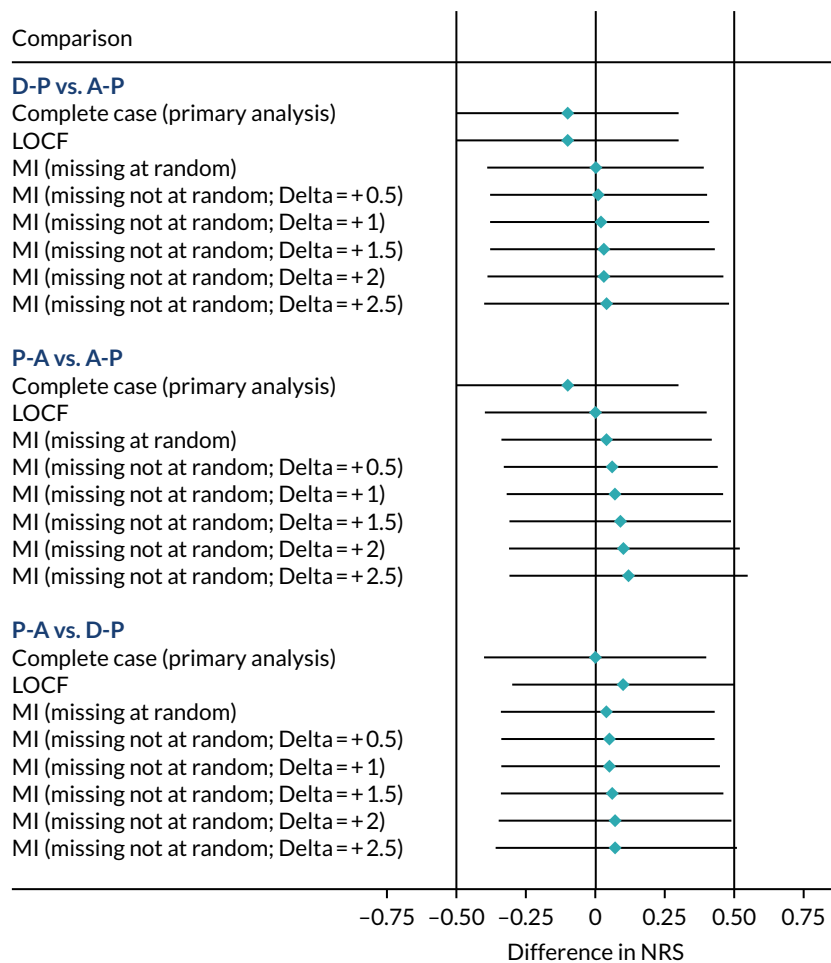 Comparison
D-P vs. A-P
Complete case (primary analysis)
LOCF
MI (missing at random)
MI (missing not at random; Delta = +0.5)
MI (missing not at random; Delta = +1)
MI (missing not at random; Delta = +1.5)
MI (missing not at random; Delta = +2)
MI (missing not at random; Delta = +2.5)
P-A vs. A-P
Complete case (primary analysis)
LOCF
MI (missing at random)
MI (missing not at random; Delta = +0.5)
MI (missing not at random; Delta = +1)
MI (missing not at random; Delta = +1.5)
MI (missing not at random; Delta = +2)
MI (missing not at random; Delta = +2.5)
P-A vs. D-P
Complete case (primary analysis)
LOCF
MI (missing at random)
MI (missing not at random; Delta = +0.5)
MI (missing not at random; Delta = +1)
MI (missing not at random; Delta = +1.5)
MI (missing not at random; Delta = +2)
MI (missing not at random; Delta = +2.5)
−0.75 −0.50 −0.25 0 0.25 0.50 0.75
Difference in NRS